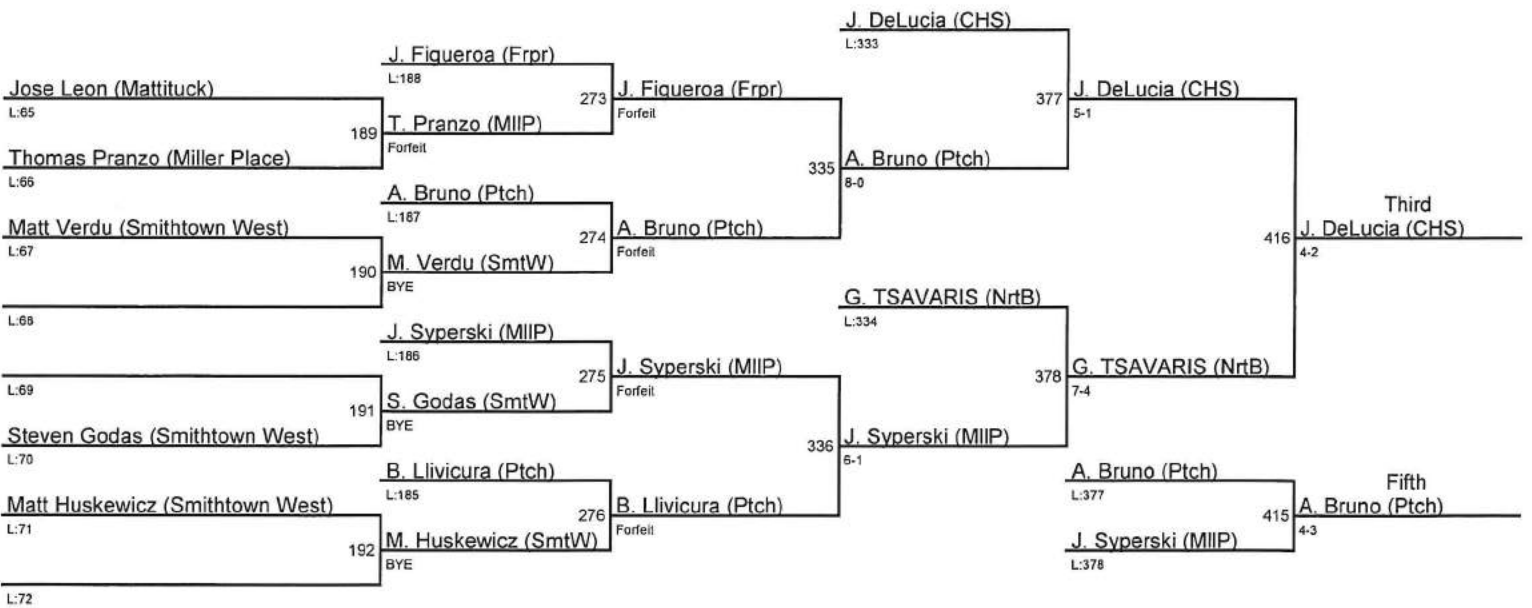 Jose Leon (Mattituck)
L:65
Thomas Pranzo (Miller Place)
L:66
Matt Verdu (Smithtown West)
L:67
L:68
L:69
Steven Godas (Smithtown West)
L:70
Matt Huskewicz (Smithtown West)
L:71
L:72
J. Figueroa (Frpr)
L:188
189
T. Pranzo (MllP)
Forfeit
A. Bruno (Ptch)
L:187
190
M. Verdu (SmtW)
BYE
J. Syperski (MllP)
L:186
191
S. Godas (SmtW)
BYE
B. Llivicura (Ptch)
L:185
192
M. Huskewicz (SmtW)
BYE
273
J. Figueroa (Frpr)
Forfeit
274
A. Bruno (Ptch)
Forfeit
275
J. Syperski (MllP)
Forfeit
276
B. Llivicura (Ptch)
Forfeit
J. DeLucia (CHS)
L:333
335
A. Bruno (Ptch)
8-0
G. TSAVARIS (NrtB)
L:334
336
J. Syperski (MllP)
6-1
377
J. DeLucia (CHS)
5-1
378
G. TSAVARIS (NrtB)
7-4
A. Bruno (Ptch)
L:377
J. Syperski (MllP)
L:378
Third
416
J. DeLucia (CHS)
4-2
Fifth
415
A. Bruno (Ptch)
4-3